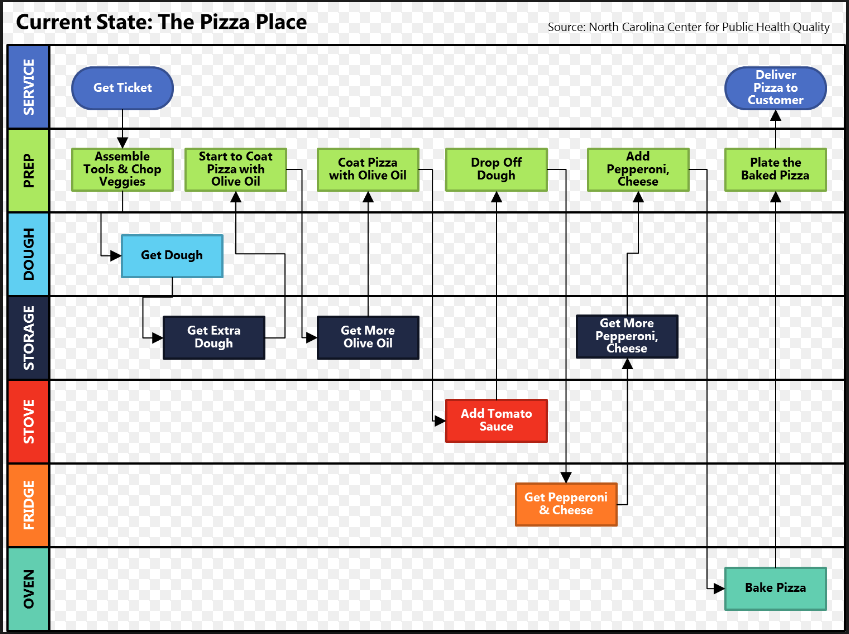 Current State: The Pizza Place
Source: North Carolina Center for Public Health Quality
SERVICE
Get Ticket
Deliver
Pizza to
Customer
PREP
Assemble
Tools & Chop
Veggies
Start to Coat
Pizza with
Olive Oil
Coat Pizza
with Olive Oil
Drop Off
Dough
Add
Pepperoni,
Cheese
Plate the
Baked Pizza
DOUGH
Get Dough
STORAGE
Get Extra
Dough
Get More
Olive Oil
Get More
Pepperoni,
Cheese
STOVE
Add Tomato
Sauce
FRIDGE
Get Pepperoni
& Cheese
OVEN
Bake Pizza